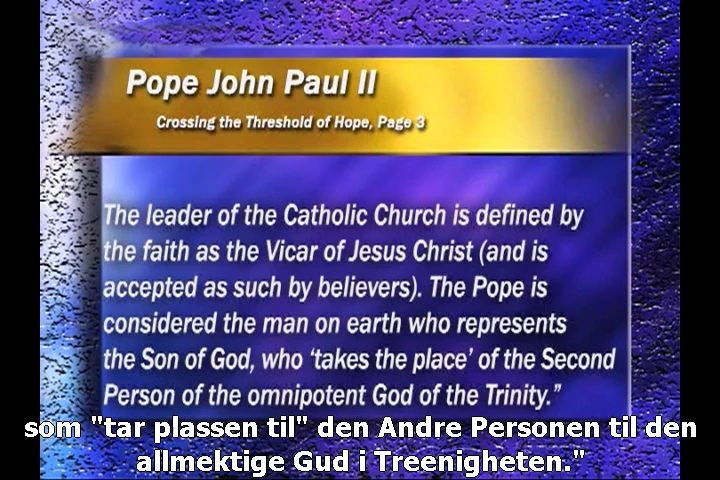 Pope John Paul II
Crossing the Threshold of Hope, Page 3
The leader of the Catholic Church is defined by
the faith as the Vicar of Jesus Christ (and is
accepted as such by believers). The Pope is
considered the man on earth who represents
the Son of God, who ‘takes the place’ of the Second
Person of the omnipotent God of the Trinity.”
som "tar plassen til" den Andre Personen til den
allmektige Gud i Treenigheten."